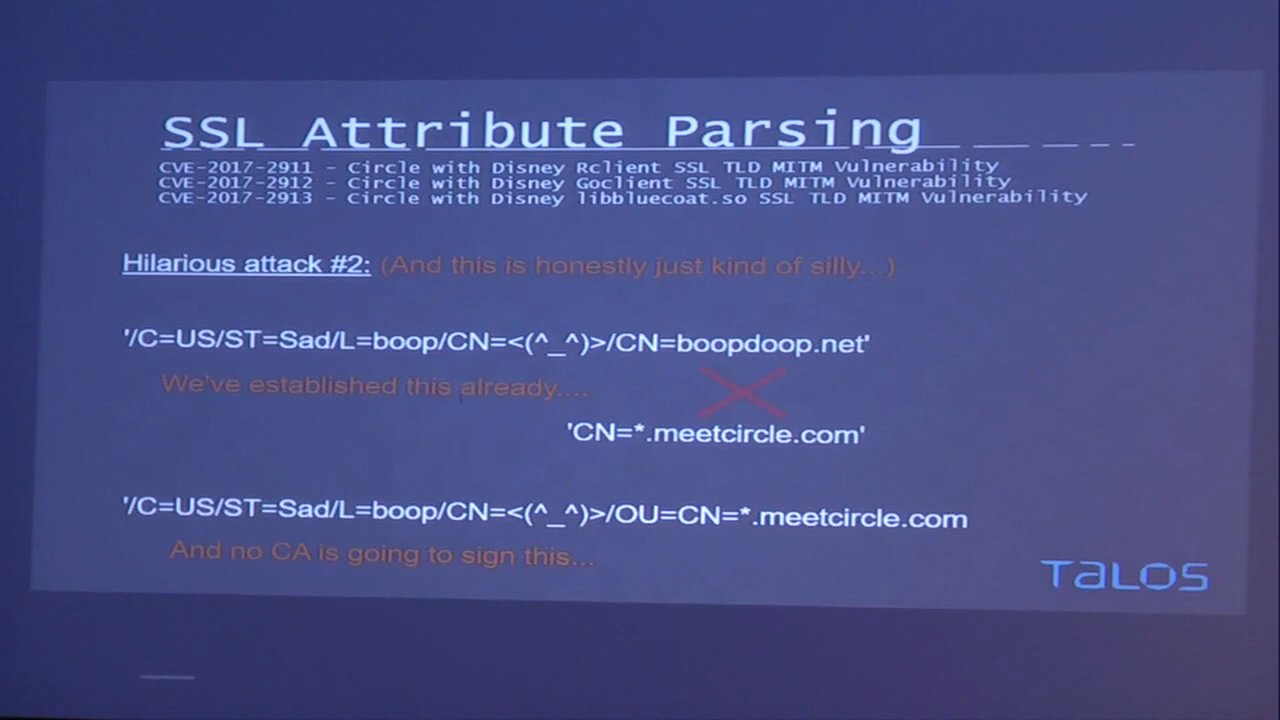 SSL Attribute Parsing
CVE-2017-2911 - Circle with Disney Rclient SSL TLD MITM Vulnerability
CVE-2017-2912 - Circle with Disney Goclient SSL TLD MITM Vulnerability
CVE-2017-2913 - Circle with Disney libbluecoat.so SSL TLD MITM Vulnerability
Hilarious attack #2: (And this is honestly just kind of silly...)
'/C=US/ST=Sad/L=boop/CN=<(^_^)>/CN=boopdoop.net'
We've established this already....
'CN=*.meetcircle.com'
'/C=US/ST=Sad/L=boop/CN=<(^_^)>/OU=CN=*.meetcircle.com
And no CA is going to sign this...
TALOS